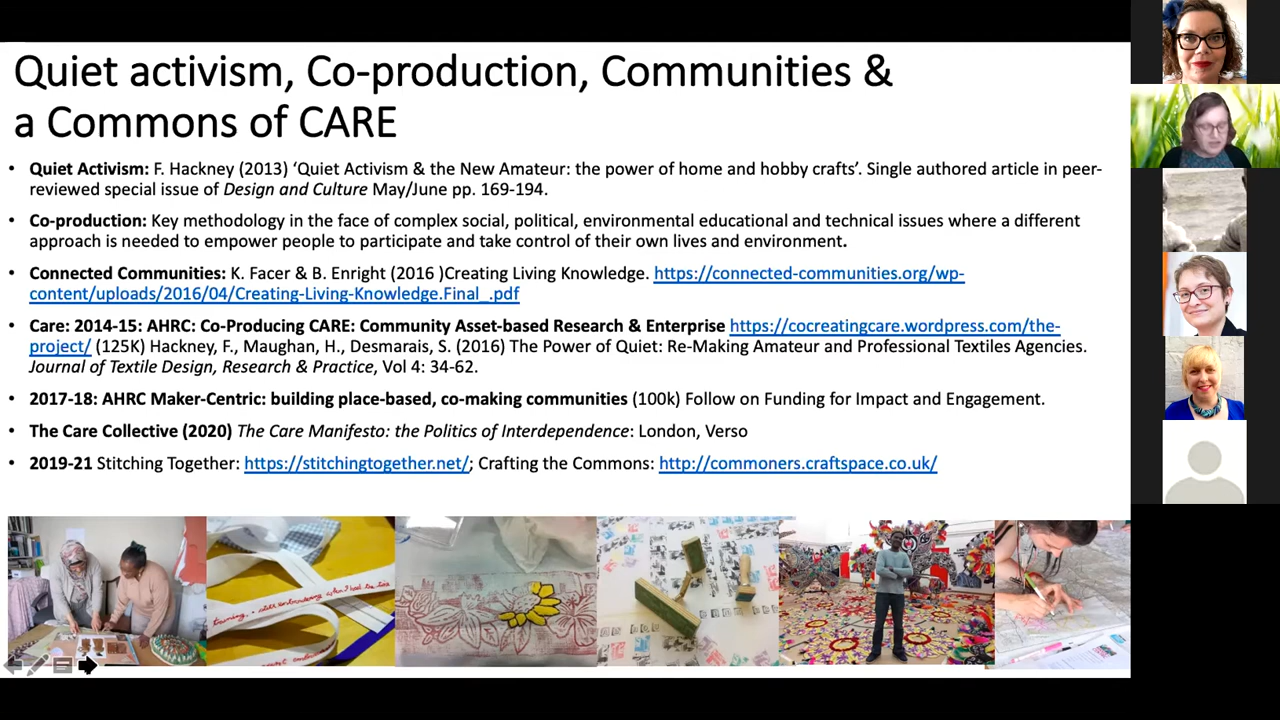 Quiet activism, Co-production, Communities &
a Commons of CARE
• Quiet Activism: F. Hackney (2013) ‘Quiet Activism & the New Amateur: the power of home and hobby crafts’. Single authored article in peer-
reviewed special issue of Design and Culture May/June pp. 169-194.
• Co-production: Key methodology in the face of complex social, political, environmental educational and technical issues where a different
approach is needed to empower people to participate and take control of their own lives and environment.
• Connected Communities: K. Facer & B. Enright (2016 )Creating Living Knowledge. https://connected-communities.org/wp-
content/uploads/2016/04/Creating-Living-Knowledge.Final_.pdf
• Care: 2014-15: AHRC: Co-Producing CARE: Community Asset-based Research & Enterprise https://cocreatingcare.wordpress.com/the-
project/ (125K) Hackney, F., Maughan, H., Desmarais, S. (2016) The Power of Quiet: Re-Making Amateur and Professional Textiles Agencies.
Journal of Textile Design, Research & Practice, Vol 4: 34-62.
• 2017-18: AHRC Maker-Centric: building place-based, co-making communities (100k) Follow on Funding for Impact and Engagement.
• The Care Collective (2020) The Care Manifesto: the Politics of Interdependence: London, Verso
• 2019-21 Stitching Together: https://stitchingtogether.net/; Crafting the Commons: http://commoners.craftspace.co.uk/